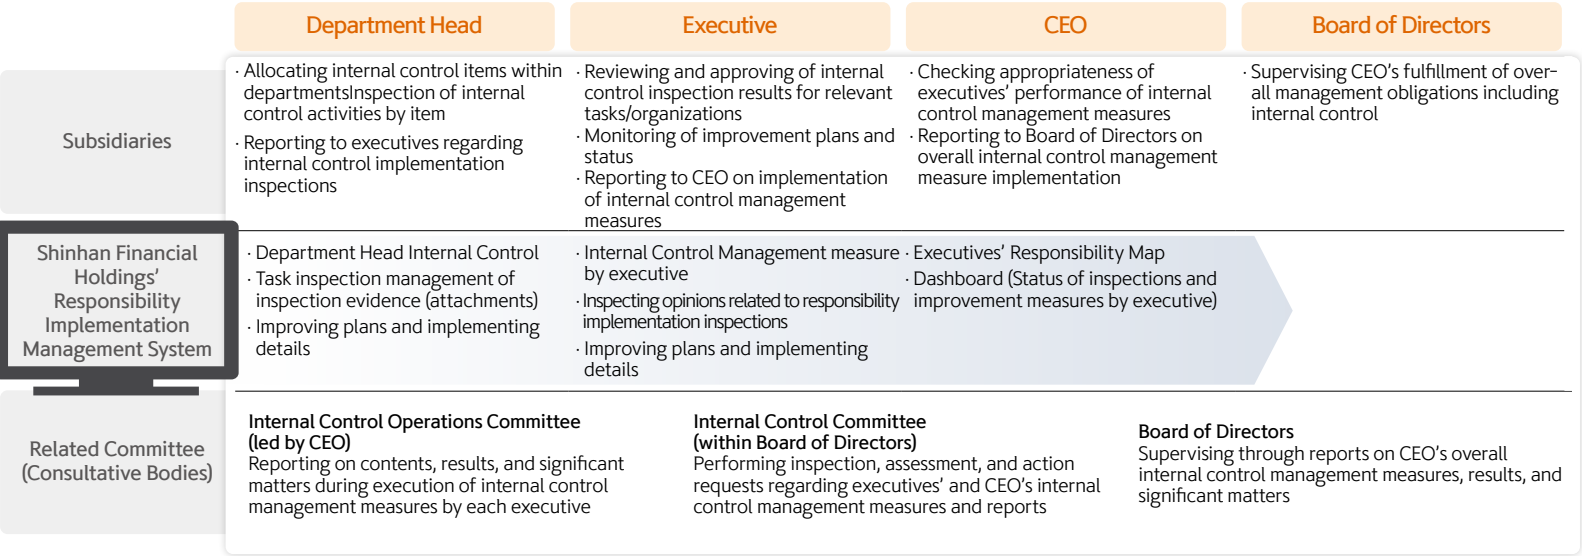 Department Head
Executive
CEO
Board of Directors
Subsidiaries
· Allocating internal control items within
departmentsInspection of internal
control activities by item
· Reporting to executives regarding
internal control implementation
inspections
· Reviewing and approving of internal
control inspection results for relevant
tasks/organizations
· Monitoring of improvement plans and
status
· Reporting to CEO on implementation
of internal control management
measures
· Checking appropriateness of
executives' performance of internal
control management measures
· Reporting to Board of Directors on
overall internal control management
measure implementation
· Supervising CEO's fulfillment of over-
all management obligations including
internal control
Shinhan Financial
Holdings'
Responsibility
Implementation
Management System
· Department Head Internal Control
· Task inspection management of
inspection evidence (attachments)
· Improving plans and implementing
details
· Internal Control Management measure
by executive
· Inspecting opinions related to responsibility
implementation inspections
· Improving plans and implementing
details
· Executives' Responsibility Map
· Dashboard (Status of inspections and
improvement measures by executive)
Related Committee
(Consultative Bodies)
Internal Control Operations Committee
(led by CEO)
Reporting on contents, results, and significant
matters during execution of internal control
management measures by each executive
Internal Control Committee
(within Board of Directors)
Performing inspection, assessment, and action
requests regarding executives' and CEO's internal
control management measures and reports
Board of Directors
Supervising through reports on CEO's overall
internal control management measures, results, and
significant matters